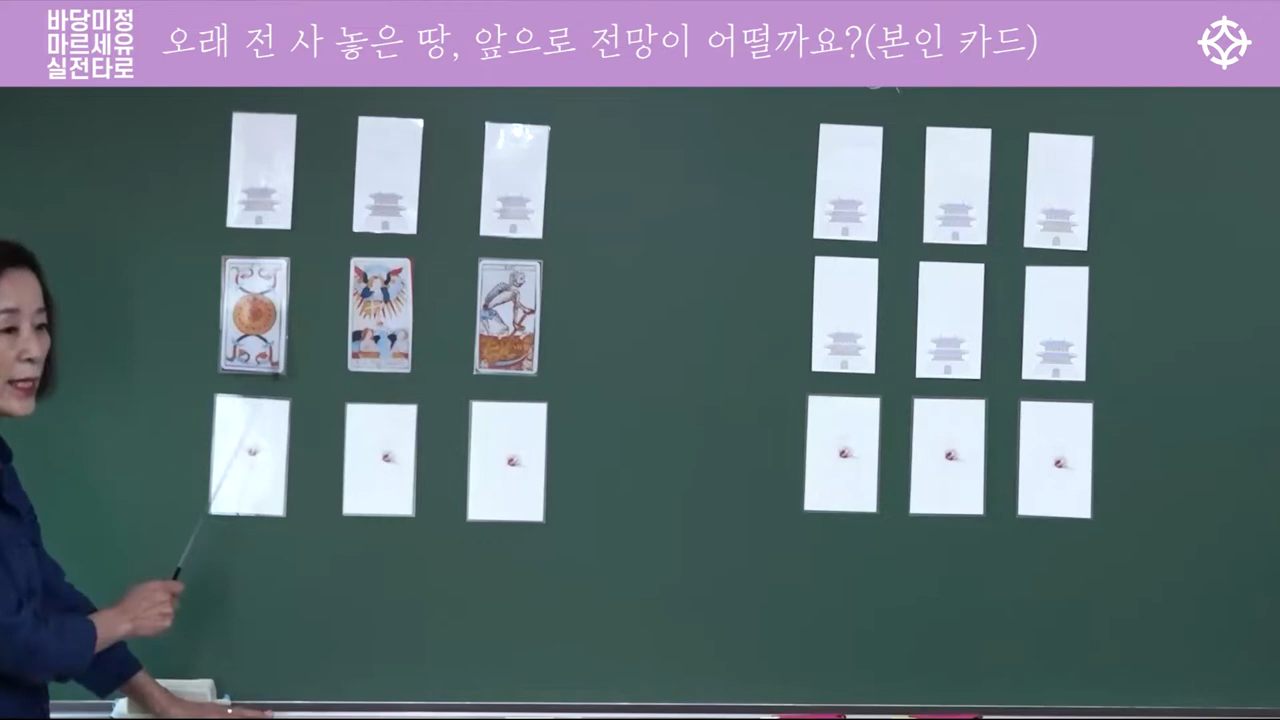 바당미정
마르세유
실전타로
오래 전 사 놓은 땅, 앞으로 전망이 어떨까요?(본인 카드)